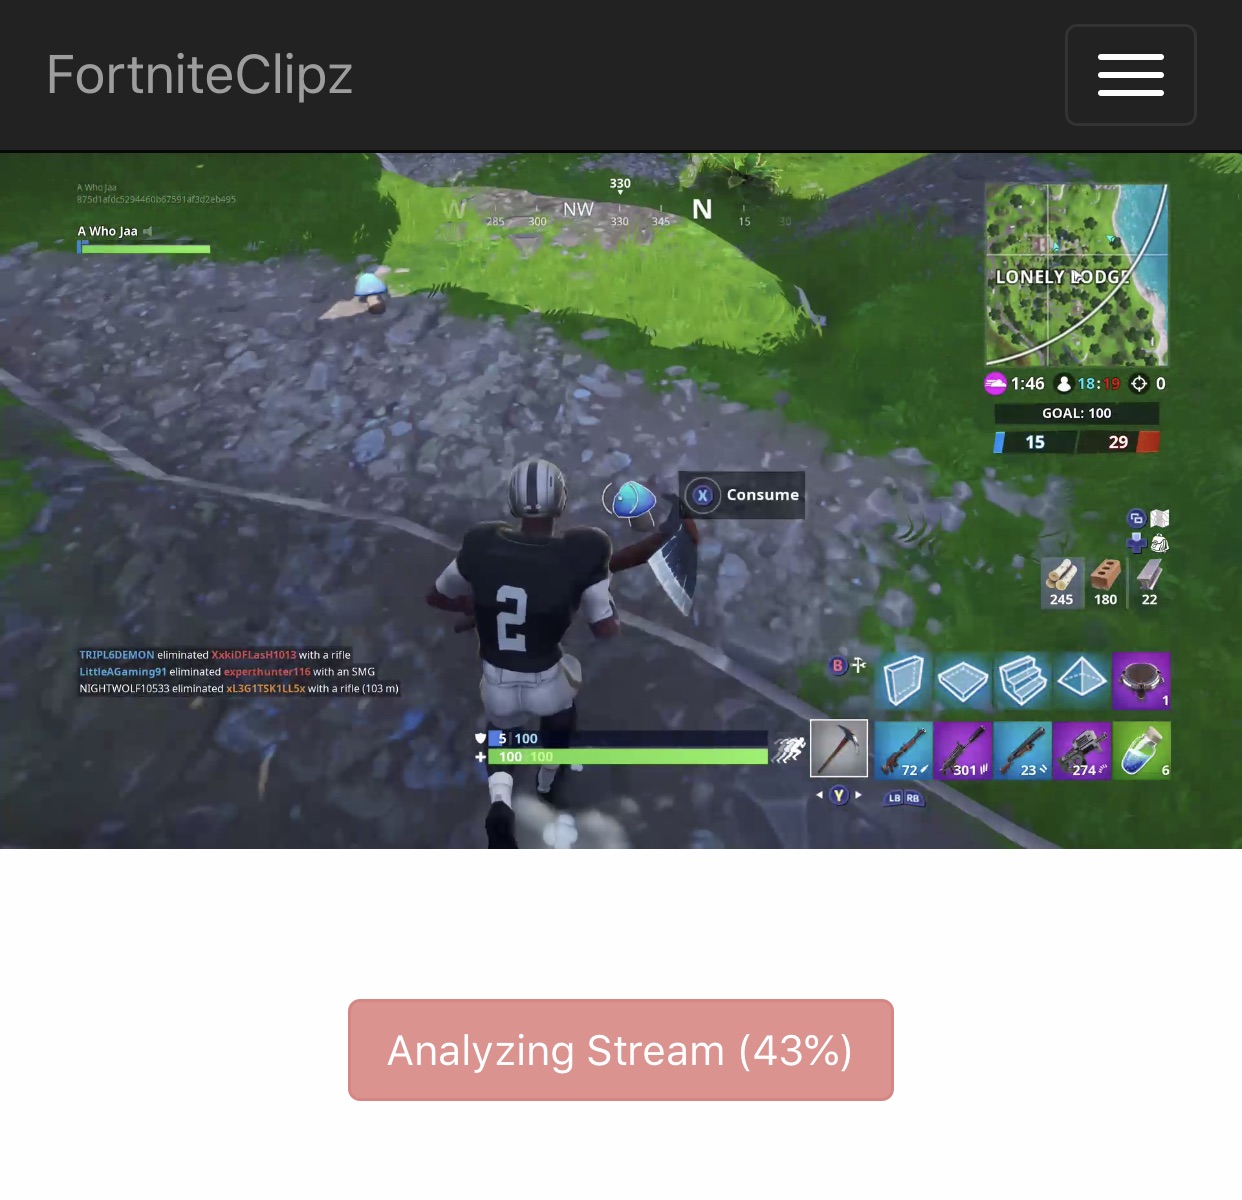 FortniteClipz
A Who Jaa
875d1afdc5294460b67591af3d2eb495
A Who Jaa
330
W 285 300 NW 330 345 N 15 30
LONELY LODGE
1:46 18:19 0
GOAL: 100
15 29
X Consume
245 180 22
TRIPL6DEMON eliminated XxkiDFLasH1013 with a rifle
LittleAGaming91 eliminated experthunter116 with an SMG
NIGHTWOLF10533 eliminated xL3G1TSK1LL5x with a rifle (103 m)
2
B
1
5 100
100 100
72 301 23 274 6
Y LB RB
Analyzing Stream (43%)